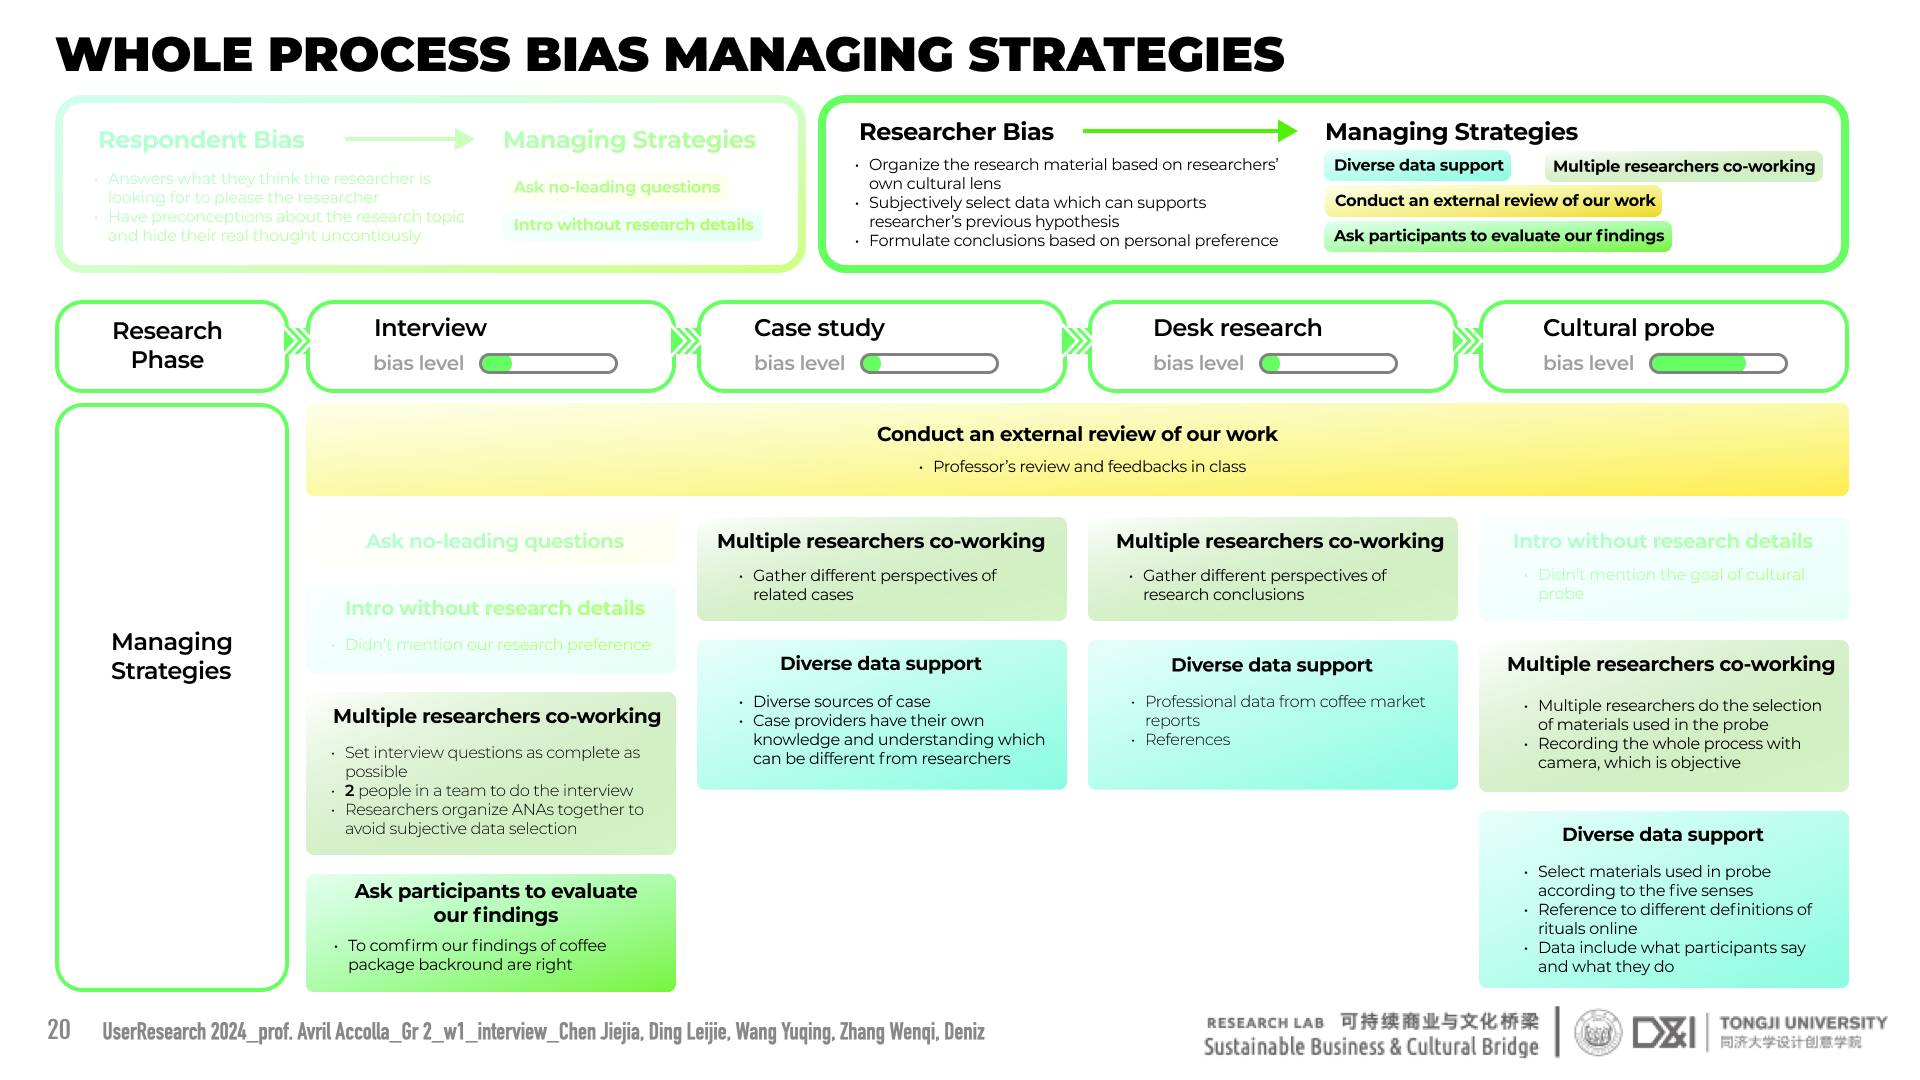 WHOLE PROCESS BIAS MANAGING STRATEGIES
Respondent Bias
Managing Strategies
• Answers what they think the researcher is
looking for to please the researcher
• Have preconceptions about the research topic
and hide their real thought uncontiously
Ask no-leading questions
Intro without research details
Researcher Bias
Managing Strategies
• Organize the research material based on researchers’
own cultural lens
• Subjectively select data which can supports
researcher’s previous hypothesis
• Formulate conclusions based on personal preference
Diverse data support
Multiple researchers co-working
Conduct an external review of our work
Ask participants to evaluate our findings
Research
Phase
Interview
bias level
Case study
bias level
Desk research
bias level
Cultural probe
bias level
Managing
Strategies
Conduct an external review of our work
• Professor’s review and feedbacks in class
Ask no-leading questions
Intro without research details
• Didn’t mention our research preference
Multiple researchers co-working
• Set interview questions as complete as
possible
• 2 people in a team to do the interview
• Researchers organize ANAs together to
avoid subjective data selection
Ask participants to evaluate
our findings
• To comfirm our findings of coffee
package backround are right
Multiple researchers co-working
• Gather different perspectives of
related cases
Diverse data support
• Diverse sources of case
• Case providers have their own
knowledge and understanding which
can be different from researchers
Multiple researchers co-working
• Gather different perspectives of
research conclusions
Diverse data support
• Professional data from coffee market
reports
• References
Intro without research details
• Didn’t mention the goal of cultural
probe
Multiple researchers co-working
• Multiple researchers do the selection
of materials used in the probe
• Recording the whole process with
camera, which is objective
Diverse data support
• Select materials used in probe
according to the five senses
• Reference to different definitions of
rituals online
• Data include what participants say
and what they do
20 UserResearch 2024_prof. Avril Accolla_Gr 2_w1_interview_Chen Jiejia, Ding Leijie, Wang Yuqing, Zhang Wenqi, Deniz
RESEARCH LAB 可持续商业与文化桥梁
Sustainable Business & Cultural Bridge
D&I
TONGJI UNIVERSITY
同济大学设计创意学院